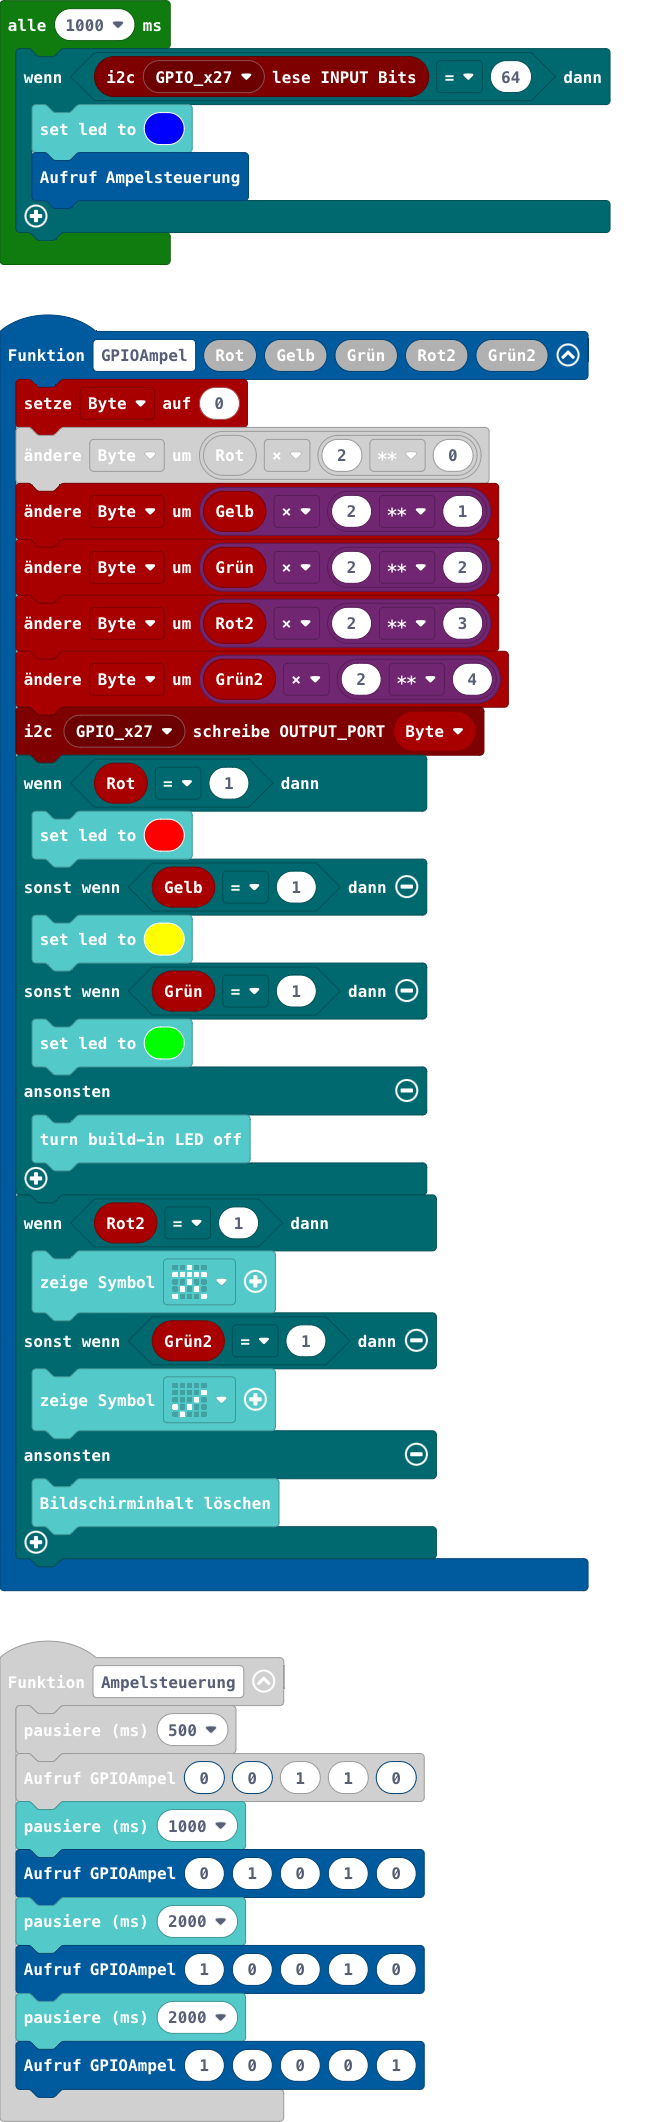 alle 1000 ms
wenn i2c GPIO_x27 lese INPUT Bits = 64 dann
set led to
Aufruf Ampelsteuerung
Funktion GPIOAmpel Rot Gelb Grün Rot2 Grün2
setze Byte auf 0
ändere Byte um Rot × 2 ** 0
ändere Byte um Gelb × 2 ** 1
ändere Byte um Grün × 2 ** 2
ändere Byte um Rot2 × 2 ** 3
ändere Byte um Grün2 × 2 ** 4
i2c GPIO_x27 schreibe OUTPUT_PORT Byte
wenn Rot = 1 dann
set led to
sonst wenn Gelb = 1 dann
set led to
sonst wenn Grün = 1 dann
set led to
ansonsten
turn build-in LED off
wenn Rot2 = 1 dann
zeige Symbol
sonst wenn Grün2 = 1 dann
zeige Symbol
ansonsten
Bildschirminhalt löschen
Funktion Ampelsteuerung
pausiere (ms) 500
Aufruf GPIOAmpel 0 0 1 1 0
pausiere (ms) 1000
Aufruf GPIOAmpel 0 1 0 1 0
pausiere (ms) 2000
Aufruf GPIOAmpel 1 0 0 1 0
pausiere (ms) 2000
Aufruf GPIOAmpel 1 0 0 0 1